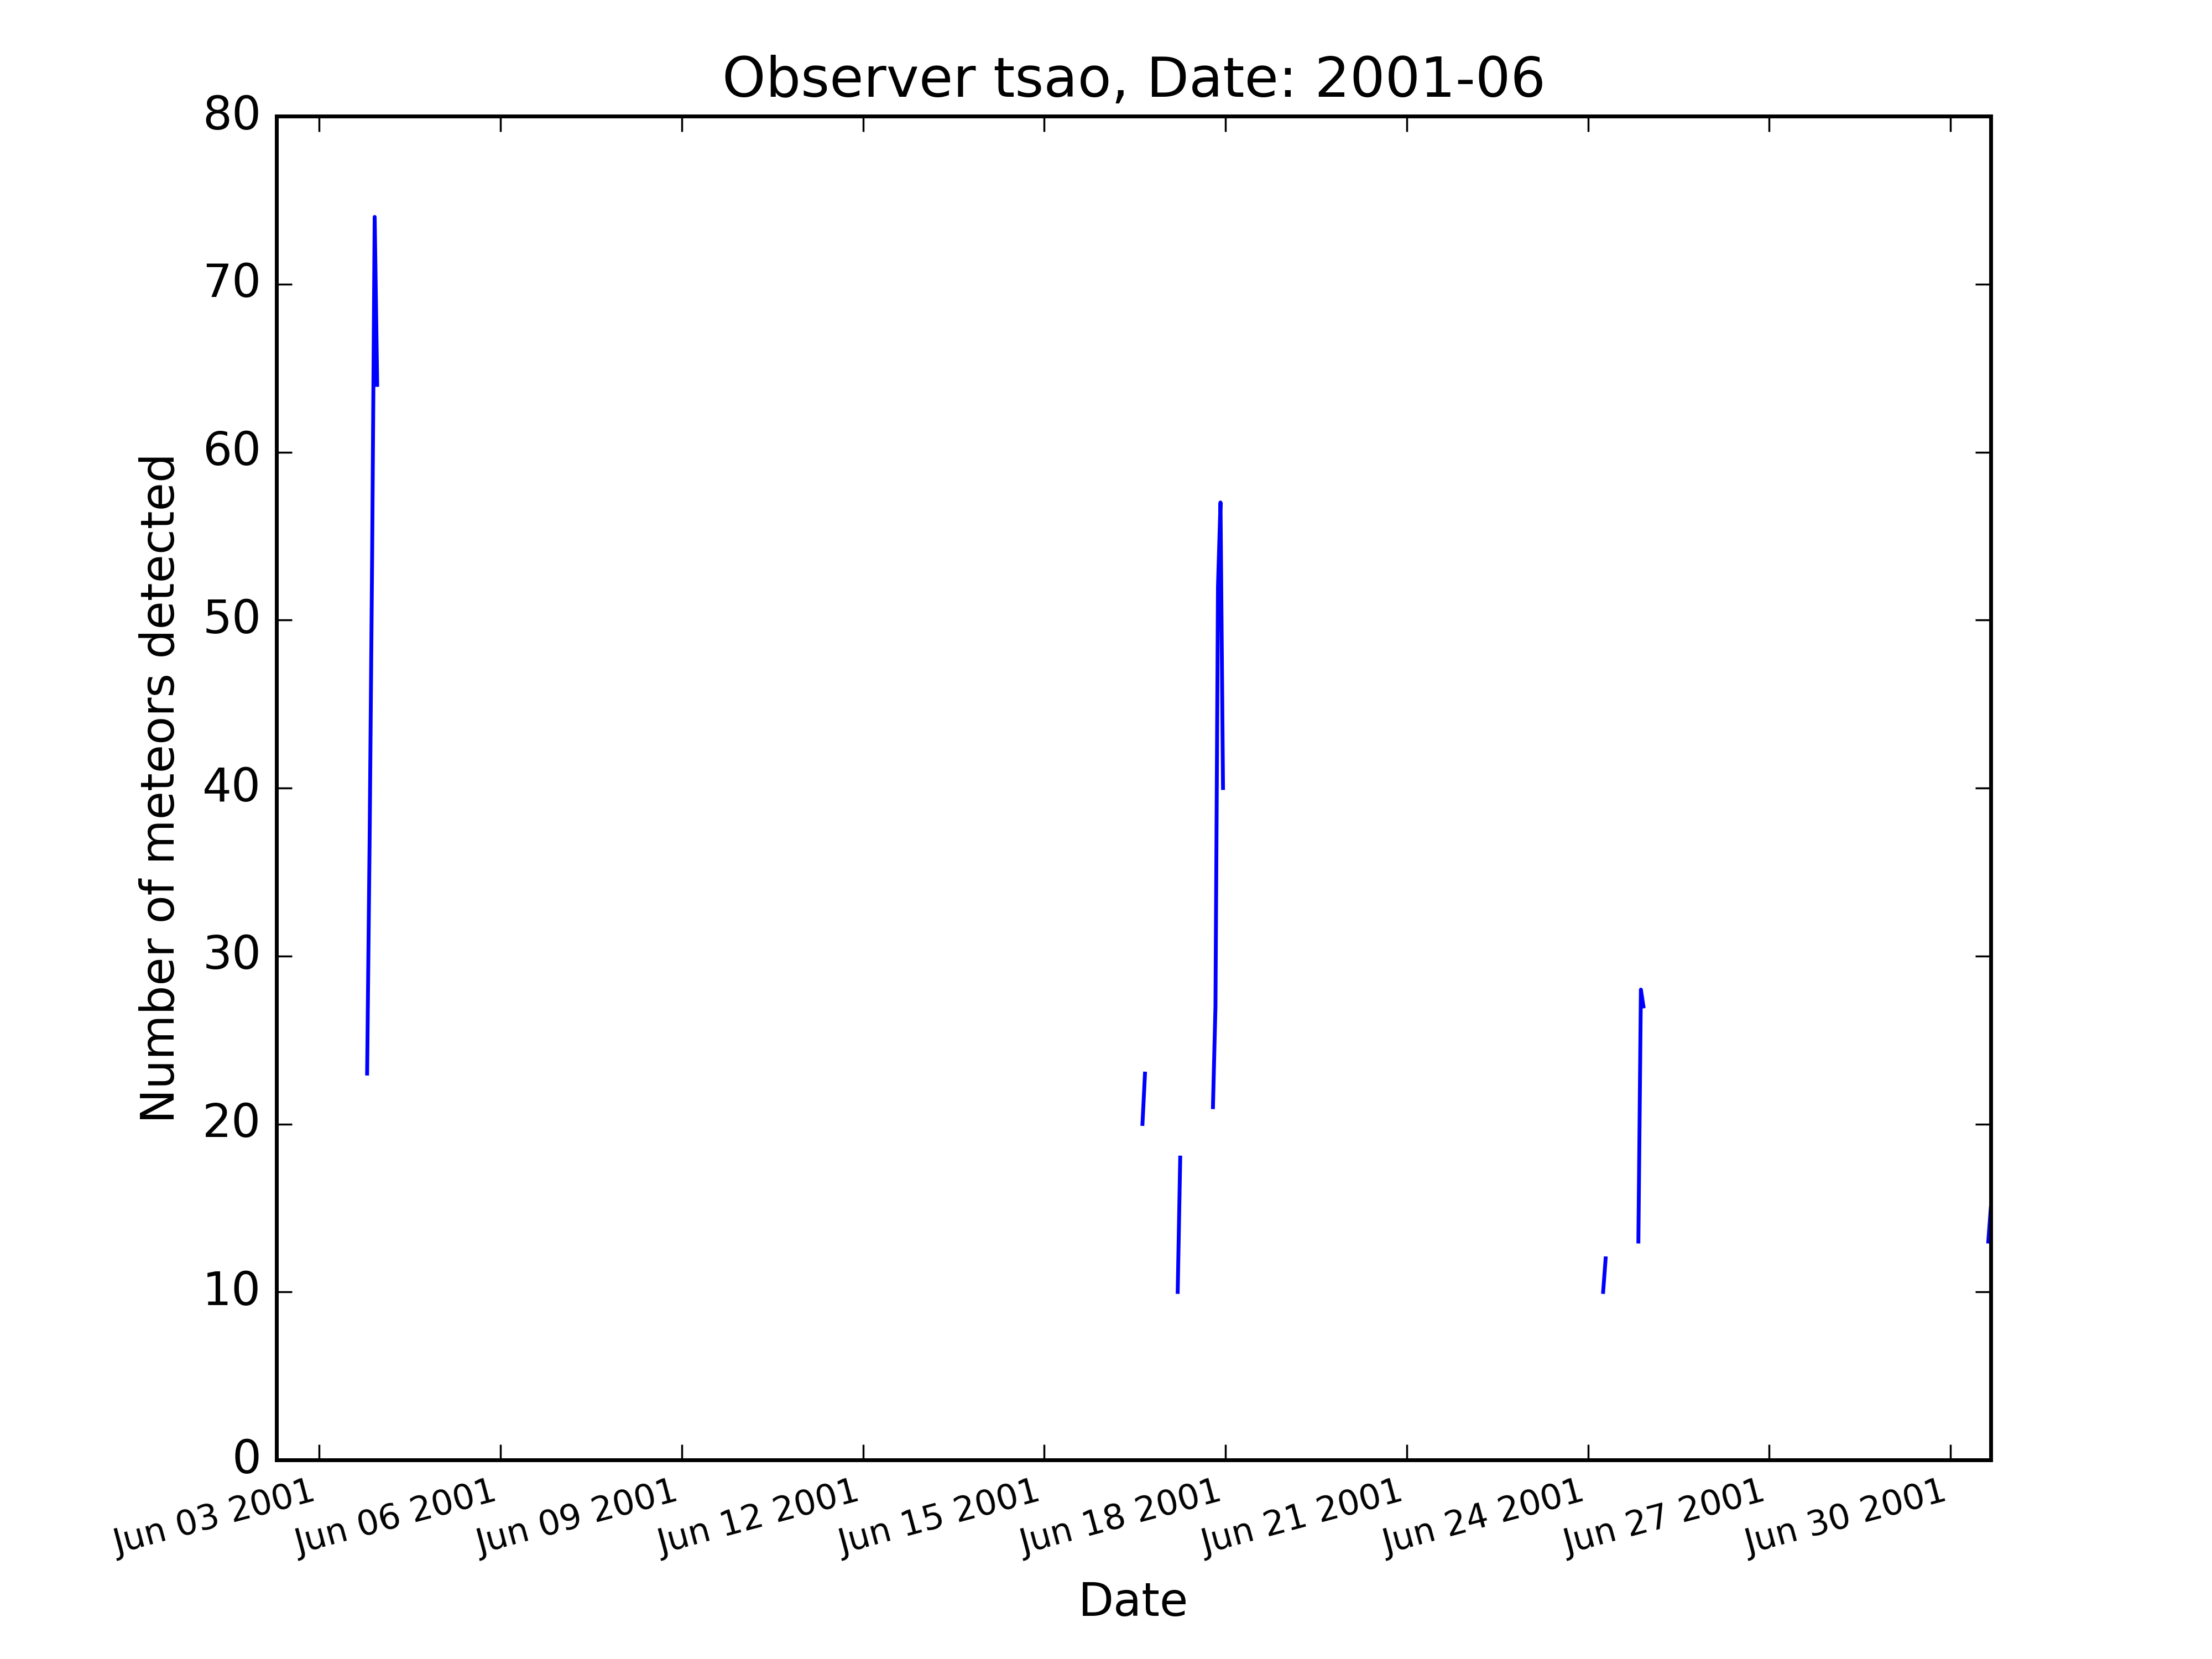 Observer tsao, Date: 2001-06
80
70
60
50
40
30
20
10
0
Number of meteors detected
Jun 03 2001
Jun 06 2001
Jun 09 2001
Jun 12 2001
Jun 15 2001
Jun 18 2001
Jun 21 2001
Jun 24 2001
Jun 27 2001
Jun 30 2001
Date